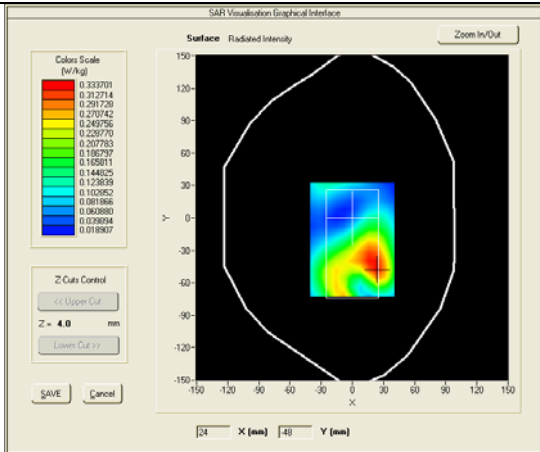 SAR Visualisation Graphical Interface
Surface Radiated Intensity
Zoom In/Out
Colors Scale
(W/kg)
0.333701
0.312714
0.291728
0.270742
0.249756
0.228770
0.207783
0.186797
0.165811
0.144825
0.123839
0.102852
0.081866
0.060880
0.039894
0.018907
Z-Cuts Control
<< Upper Cut
Z = 4.0 mm
Lower Cut >>
SAVE Cancel
150
120
90
60
30
0
-30
-60
-90
-120
-150
Y
-150 -120 -90 -60 -30 0 30 60 90 120 150
X
24 X (mm) -48 Y (mm)